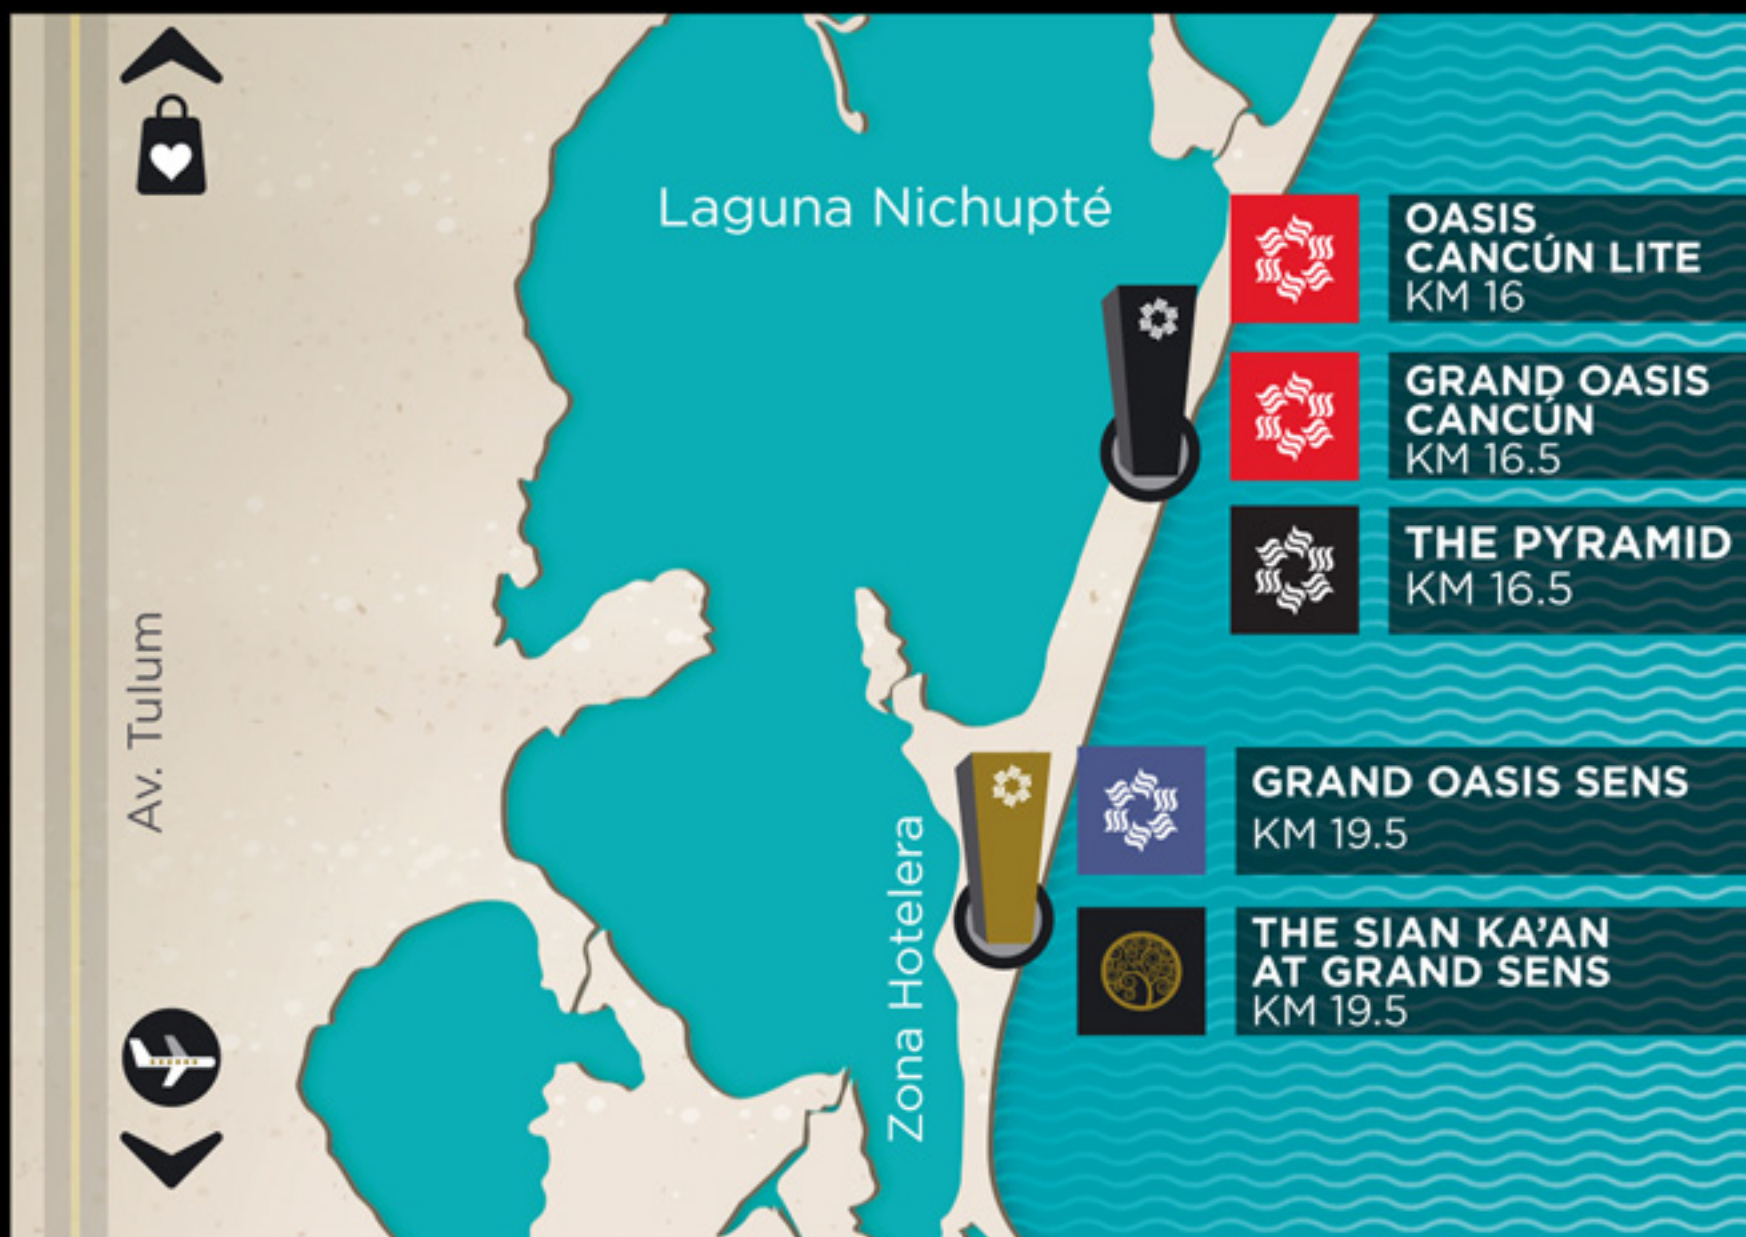 Laguna Nichupté
OASIS
CANCÚN LITE
KM 16
GRAND OASIS
CANCÚN
KM 16.5
THE PYRAMID
KM 16.5
Av. Tulum
GRAND OASIS SENS
KM 19.5
Zona Hotelera
THE SIAN KA’AN
AT GRAND SENS
KM 19.5